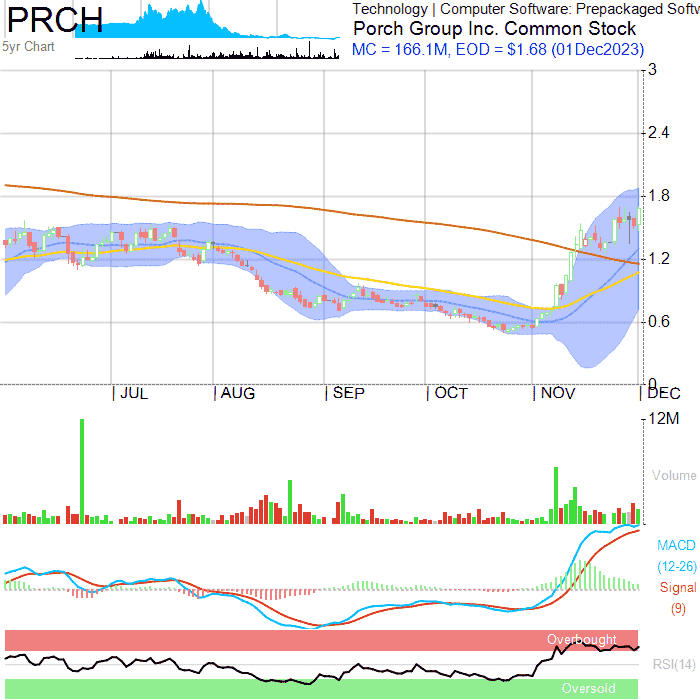 PRCH
5yr Chart
Technology | Computer Software: Prepackaged Softw
Porch Group Inc. Common Stock
MC = 166.1M, EOD = $1.68 (01Dec2023)
3
2.4
1.8
1.2
0.6
0
JUL
AUG
SEP
OCT
NOV
DEC
12M
Volume
MACD
(12-26)
Signal
(9)
Overbought
RSI(14)
Oversold